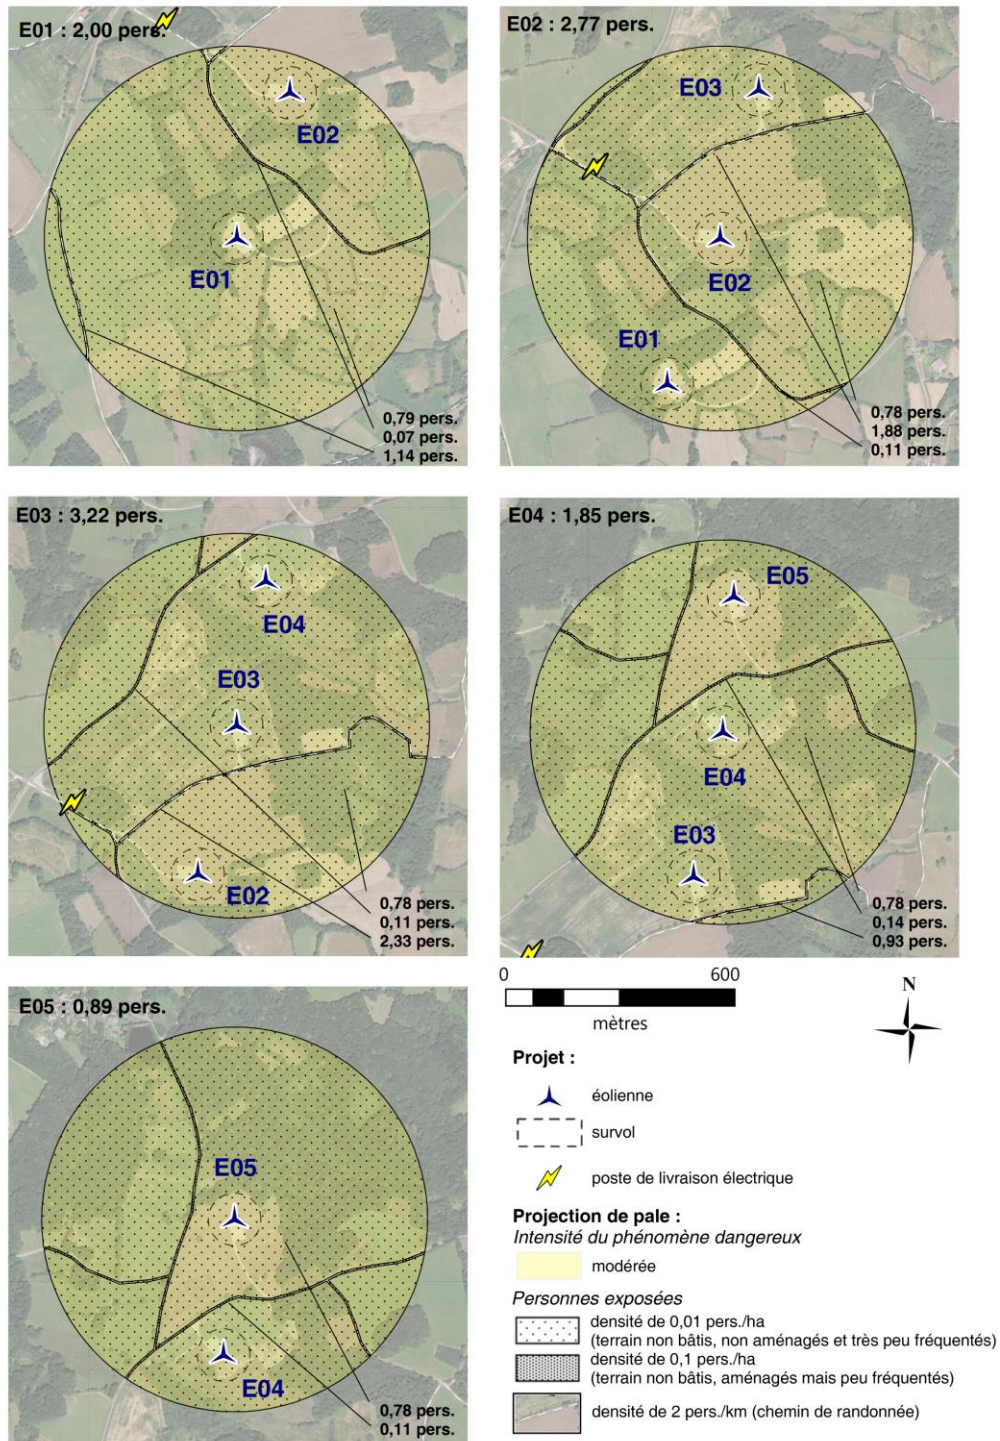 E01 : 2,00 pers.
E02
E01
0,79 pers.
0,07 pers.
1,14 pers.
E02 : 2,77 pers.
E03
E02
E01
0,78 pers.
1,88 pers.
0,11 pers.
E03 : 3,22 pers.
E04
E03
E02
0,78 pers.
0,11 pers.
2,33 pers.
E04 : 1,85 pers.
E05
E04
E03
0,78 pers.
0,14 pers.
0,93 pers.
E05 : 0,89 pers.
E05
E04
0,78 pers.
0,11 pers.
0 600
mètres
N
Projet :
éolienne
survol
poste de livraison électrique
Projection de pale :
Intensité du phénomène dangereux
modérée
Personnes exposées
densité de 0,01 pers./ha
(terrain non bâtis, non aménagés et très peu fréquentés)
densité de 0,1 pers./ha
(terrain non bâtis, aménagés mais peu fréquentés)
densité de 2 pers./km (chemin de randonnée)